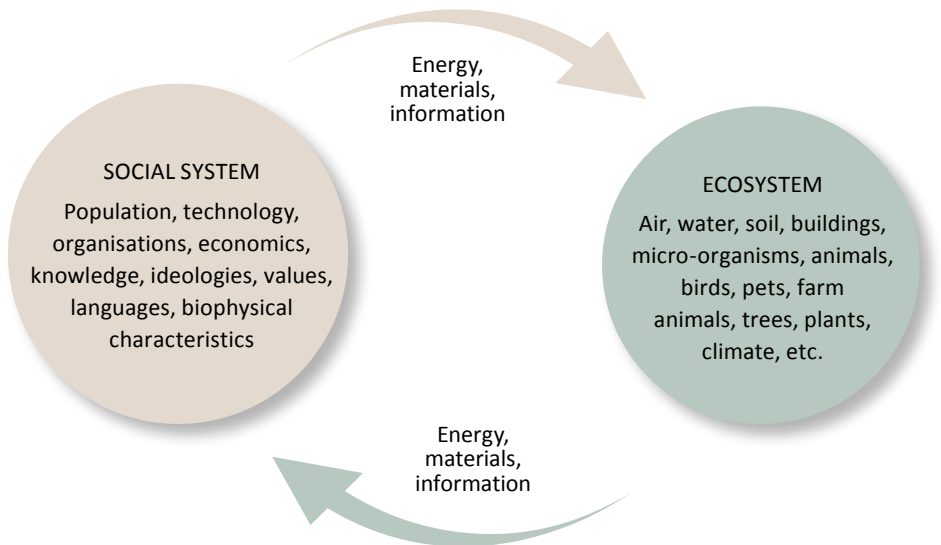 Energy,
materials,
information
SOCIAL SYSTEM
Population, technology,
organisations, economics,
knowledge, ideologies, values,
languages, biophysical
characteristics
ECOSYSTEM
Air, water, soil, buildings,
micro-organisms, animals,
birds, pets, farm
animals, trees, plants,
climate, etc.
Energy,
materials,
information